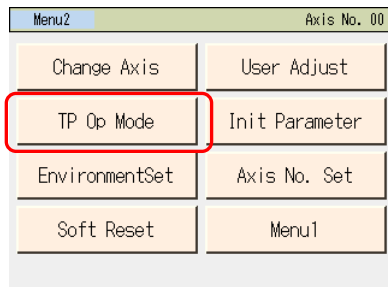 Menu2 Axis No. 00
Change Axis User Adjust
TP Op Mode Init Parameter
EnvironmentSet Axis No. Set
Soft Reset Menu1